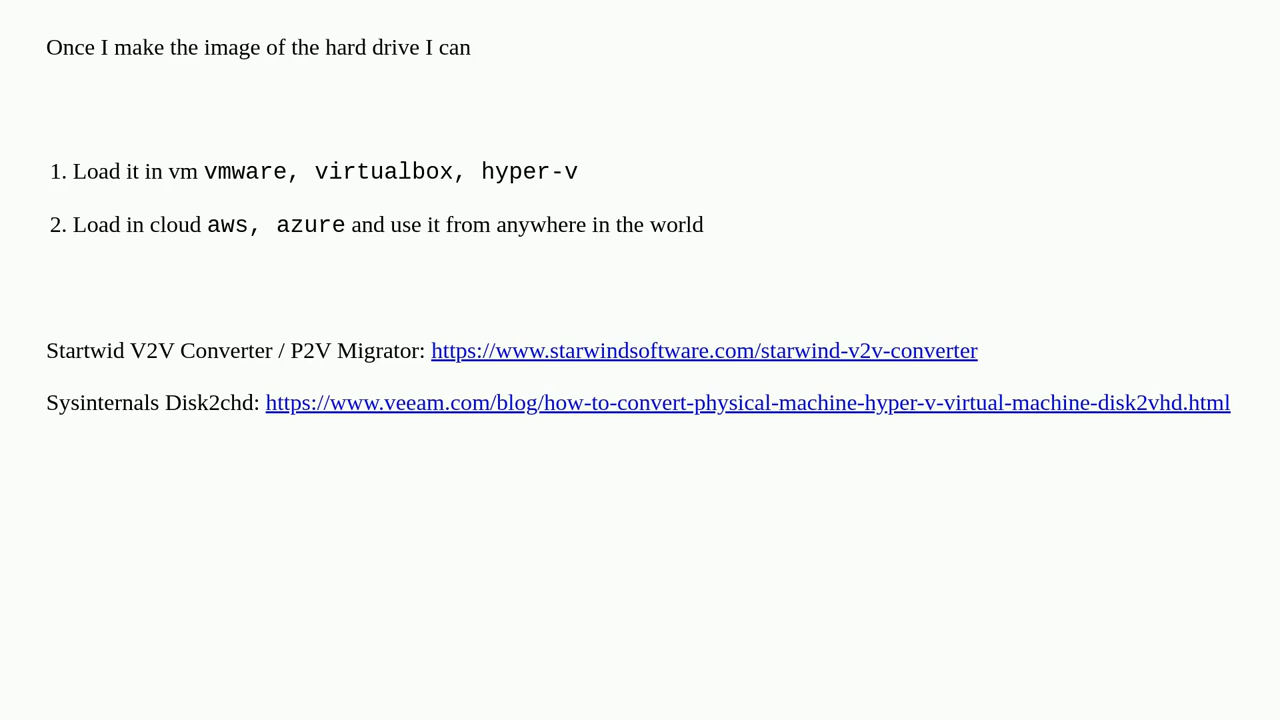 Once I make the image of the hard drive I can
1. Load it in vm vmware, virtualbox, hyper-v
2. Load in cloud aws, azure and use it from anywhere in the world
Startwid V2V Converter / P2V Migrator: https://www.starwindsoftware.com/starwind-v2v-converter
Sysinternals Disk2chd: https://www.veeam.com/blog/how-to-convert-physical-machine-hyper-v-virtual-machine-disk2vhd.html